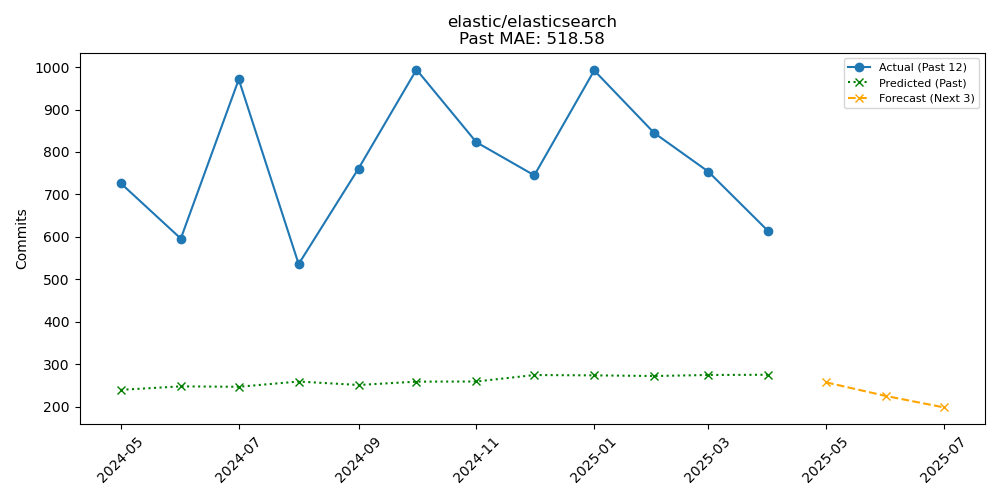 elastic/elasticsearch
Past MAE: 518.58
Actual (Past 12)
Predicted (Past)
Forecast (Next 3)
Commits
1000
900
800
700
600
500
400
300
200
2024-05
2024-07
2024-09
2024-11
2025-01
2025-03
2025-05
2025-07